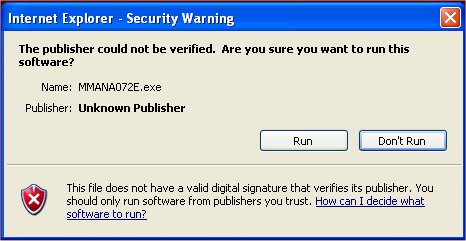 Internet Explorer - Security Warning
The publisher could not be verified.  Are you sure you want to run this
software?
Name: MMANA072E.exe
Publisher: Unknown Publisher
Run Don't Run
This file does not have a valid digital signature that verifies its publisher. You
should only run software from publishers you trust. How can I decide what
software to run?